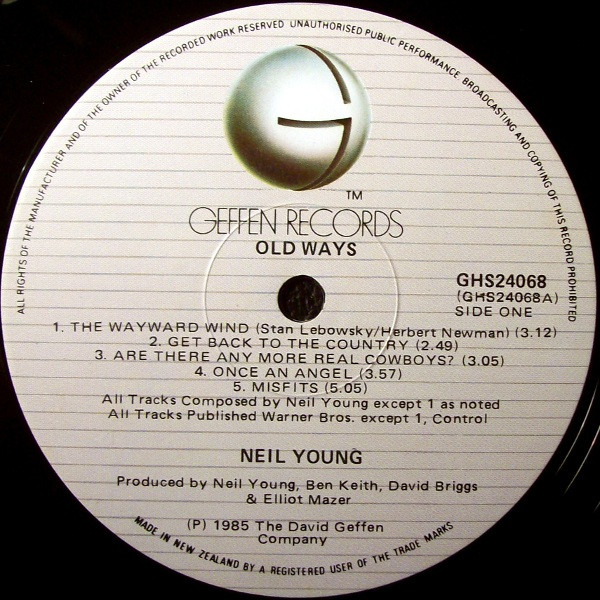 ALL RIGHTS OF THE MANUFACTURER AND OF THE OWNER OF THE RECORDED WORK RESERVED UNAUTHORISED PUBLIC PERFORMANCE BROADCASTING AND COPYING OF THIS RECORD PROHIBITED
TM
GEFFEN RECORDS
OLD WAYS
GHS24068
(GHS24068A)
SIDE ONE
1. THE WAYWARD WIND (Stan Lebowsky/Herbert Newman) (3.12)
2. GET BACK TO THE COUNTRY (2.49)
3. ARE THERE ANY MORE REAL COWBOYS? (3.05)
4. ONCE AN ANGEL (3.57)
5. MISFITS (5.05)
All Tracks Composed by Neil Young except 1 as noted
All Tracks Published Warner Bros. except 1, Control
NEIL YOUNG
Produced by Neil Young, Ben Keith, David Briggs
& Elliot Mazer
(P) 1985 The David Geffen
Company
MADE IN NEW ZEALAND BY A REGISTERED USER OF THE TRADE MARKS